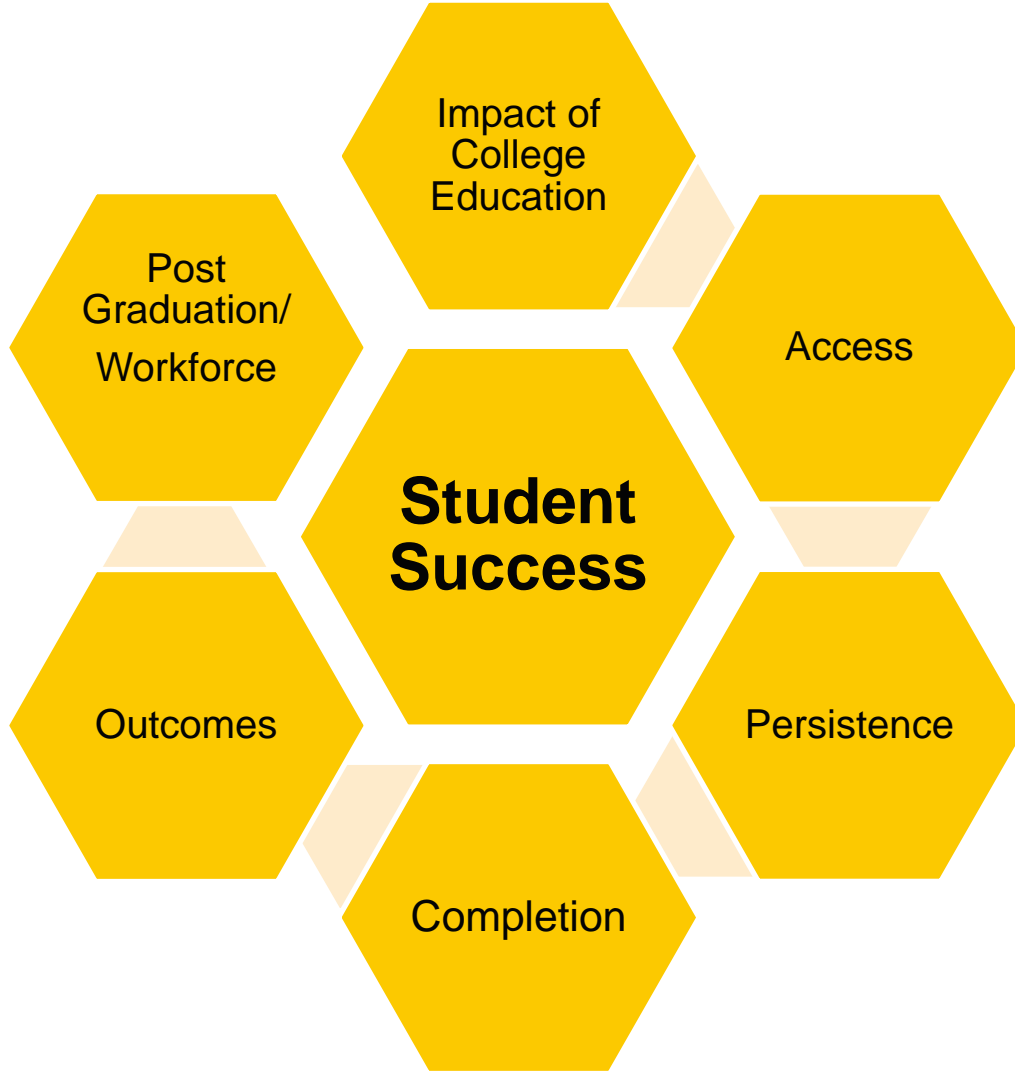 Impact of
College
Education
Post
Graduation/
Workforce
Access
Student
Success
Outcomes
Persistence
Completion